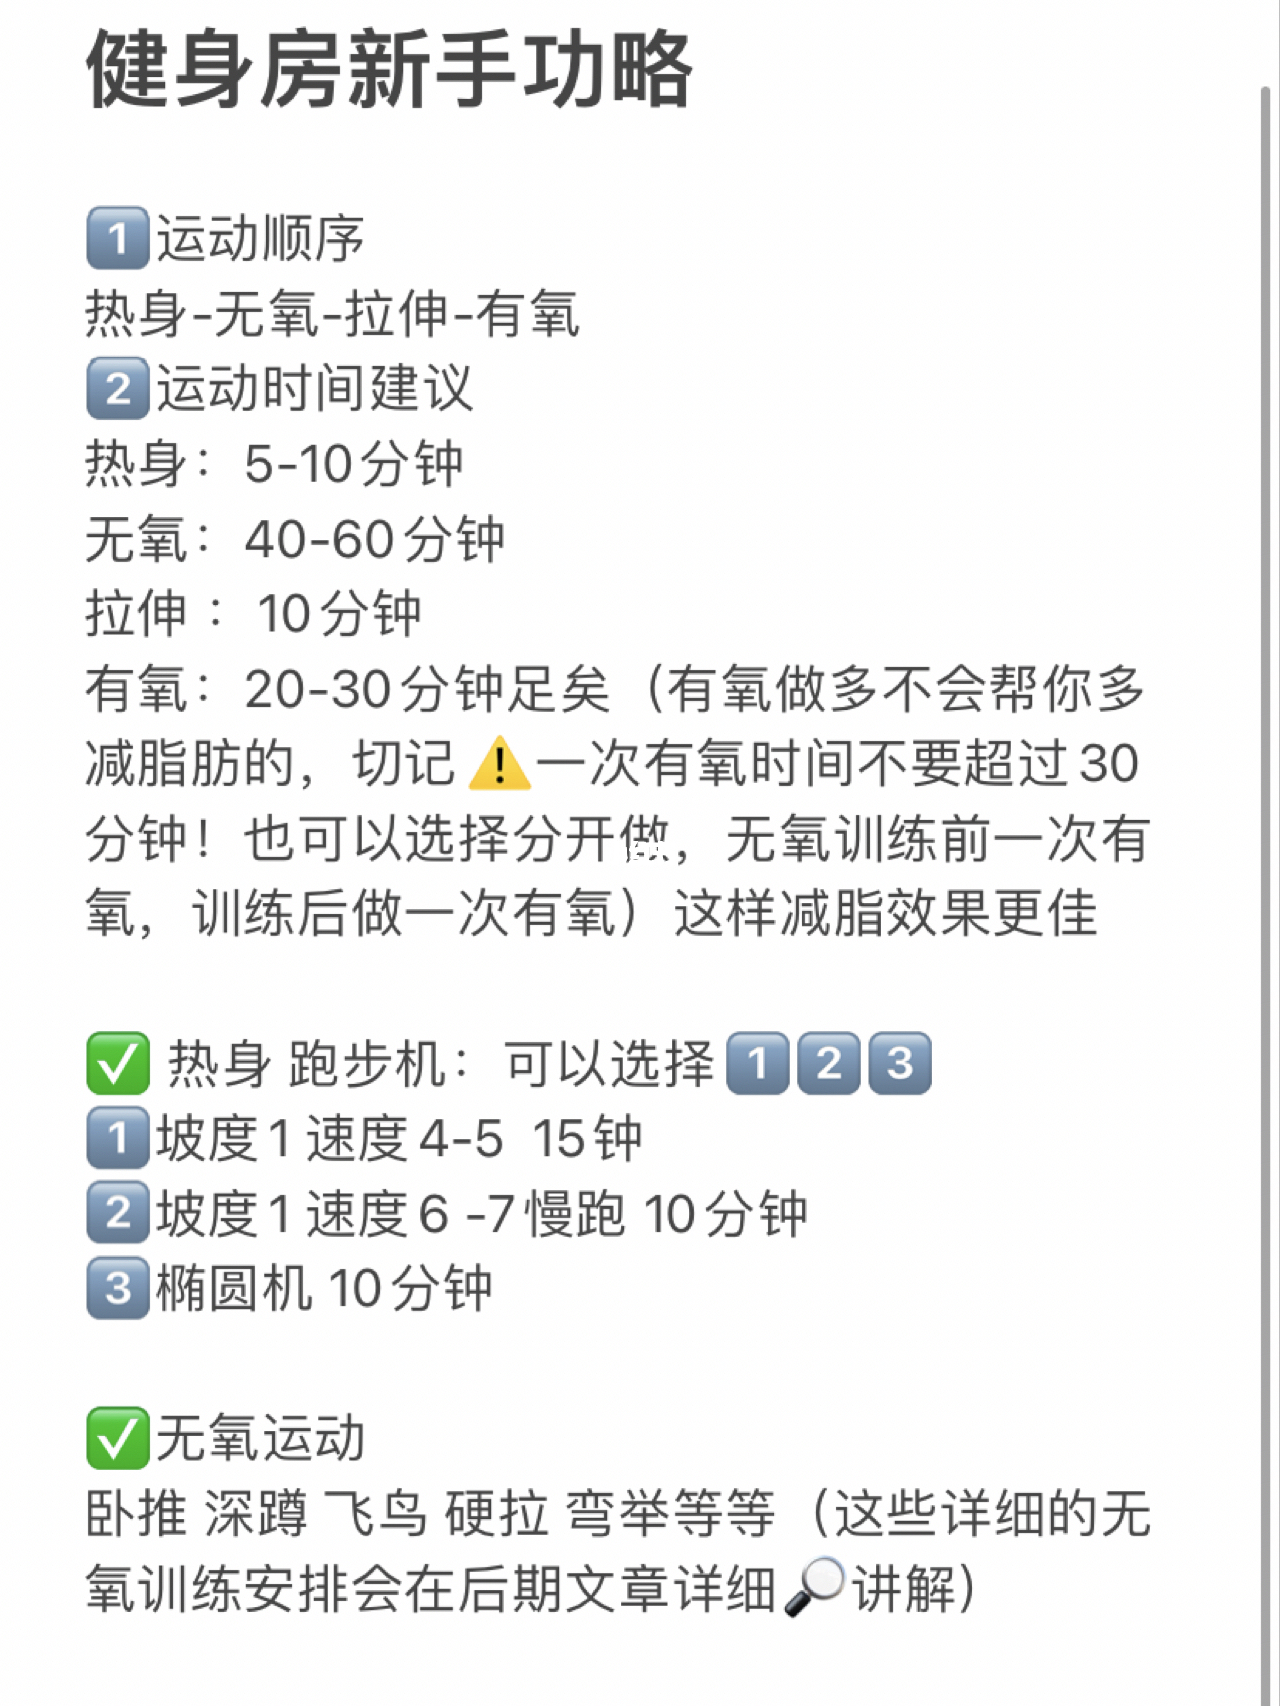 健身房新手功略
1️⃣运动顺序
热身-无氧-拉伸-有氧
2️⃣运动时间建议
热身：5-10分钟
无氧：40-60分钟
拉伸 ：10分钟
有氧：20-30分钟足矣（有氧做多不会帮你多
减脂肪的，切记⚠️一次有氧时间不要超过30
分钟！也可以选择分开做，无氧训练前一次有
氧，训练后做一次有氧）这样减脂效果更佳
✅ 热身 跑步机：可以选择1️⃣2️⃣3️⃣
1️⃣坡度1 速度4-5 15钟
2️⃣坡度1 速度6 -7慢跑 10分钟
3️⃣椭圆机 10分钟
✅无氧运动
卧推 深蹲 飞鸟 硬拉 弯举等等（这些详细的无
氧训练安排会在后期文章详细🔎讲解）